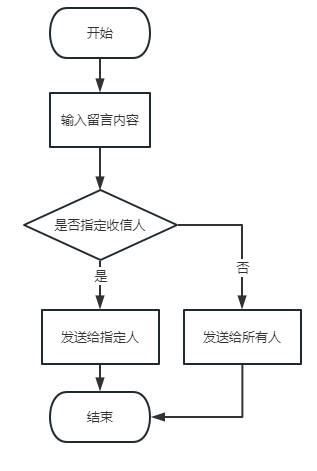 开始
输入留言内容
是否指定收信人
是
否
发送给指定人
发送给所有人
结束